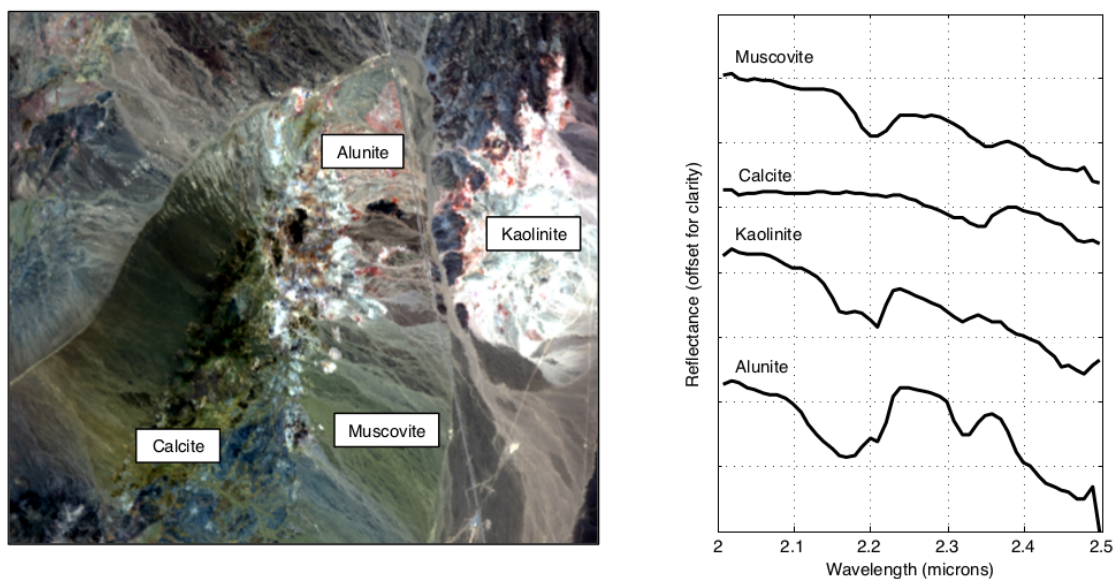 Alunite
Kaolinite
Muscovite
Calcite
Muscovite
Calcite
Kaolinite
Alunite
Reflectance (offset for clarity)
2
2.1
2.2
2.3
2.4
2.5
Wavelength (microns)